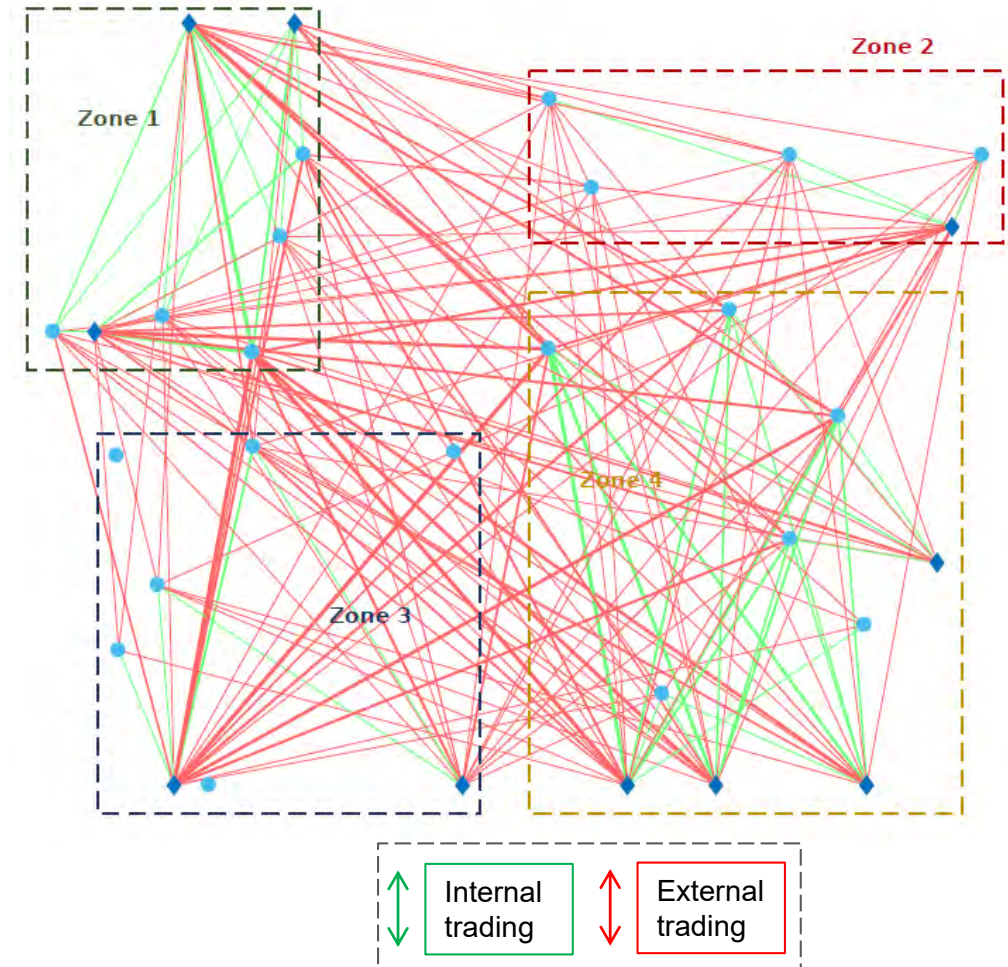 Zone 2
Zone 1
Zone 4
Zone 3
Internal
trading
External
trading